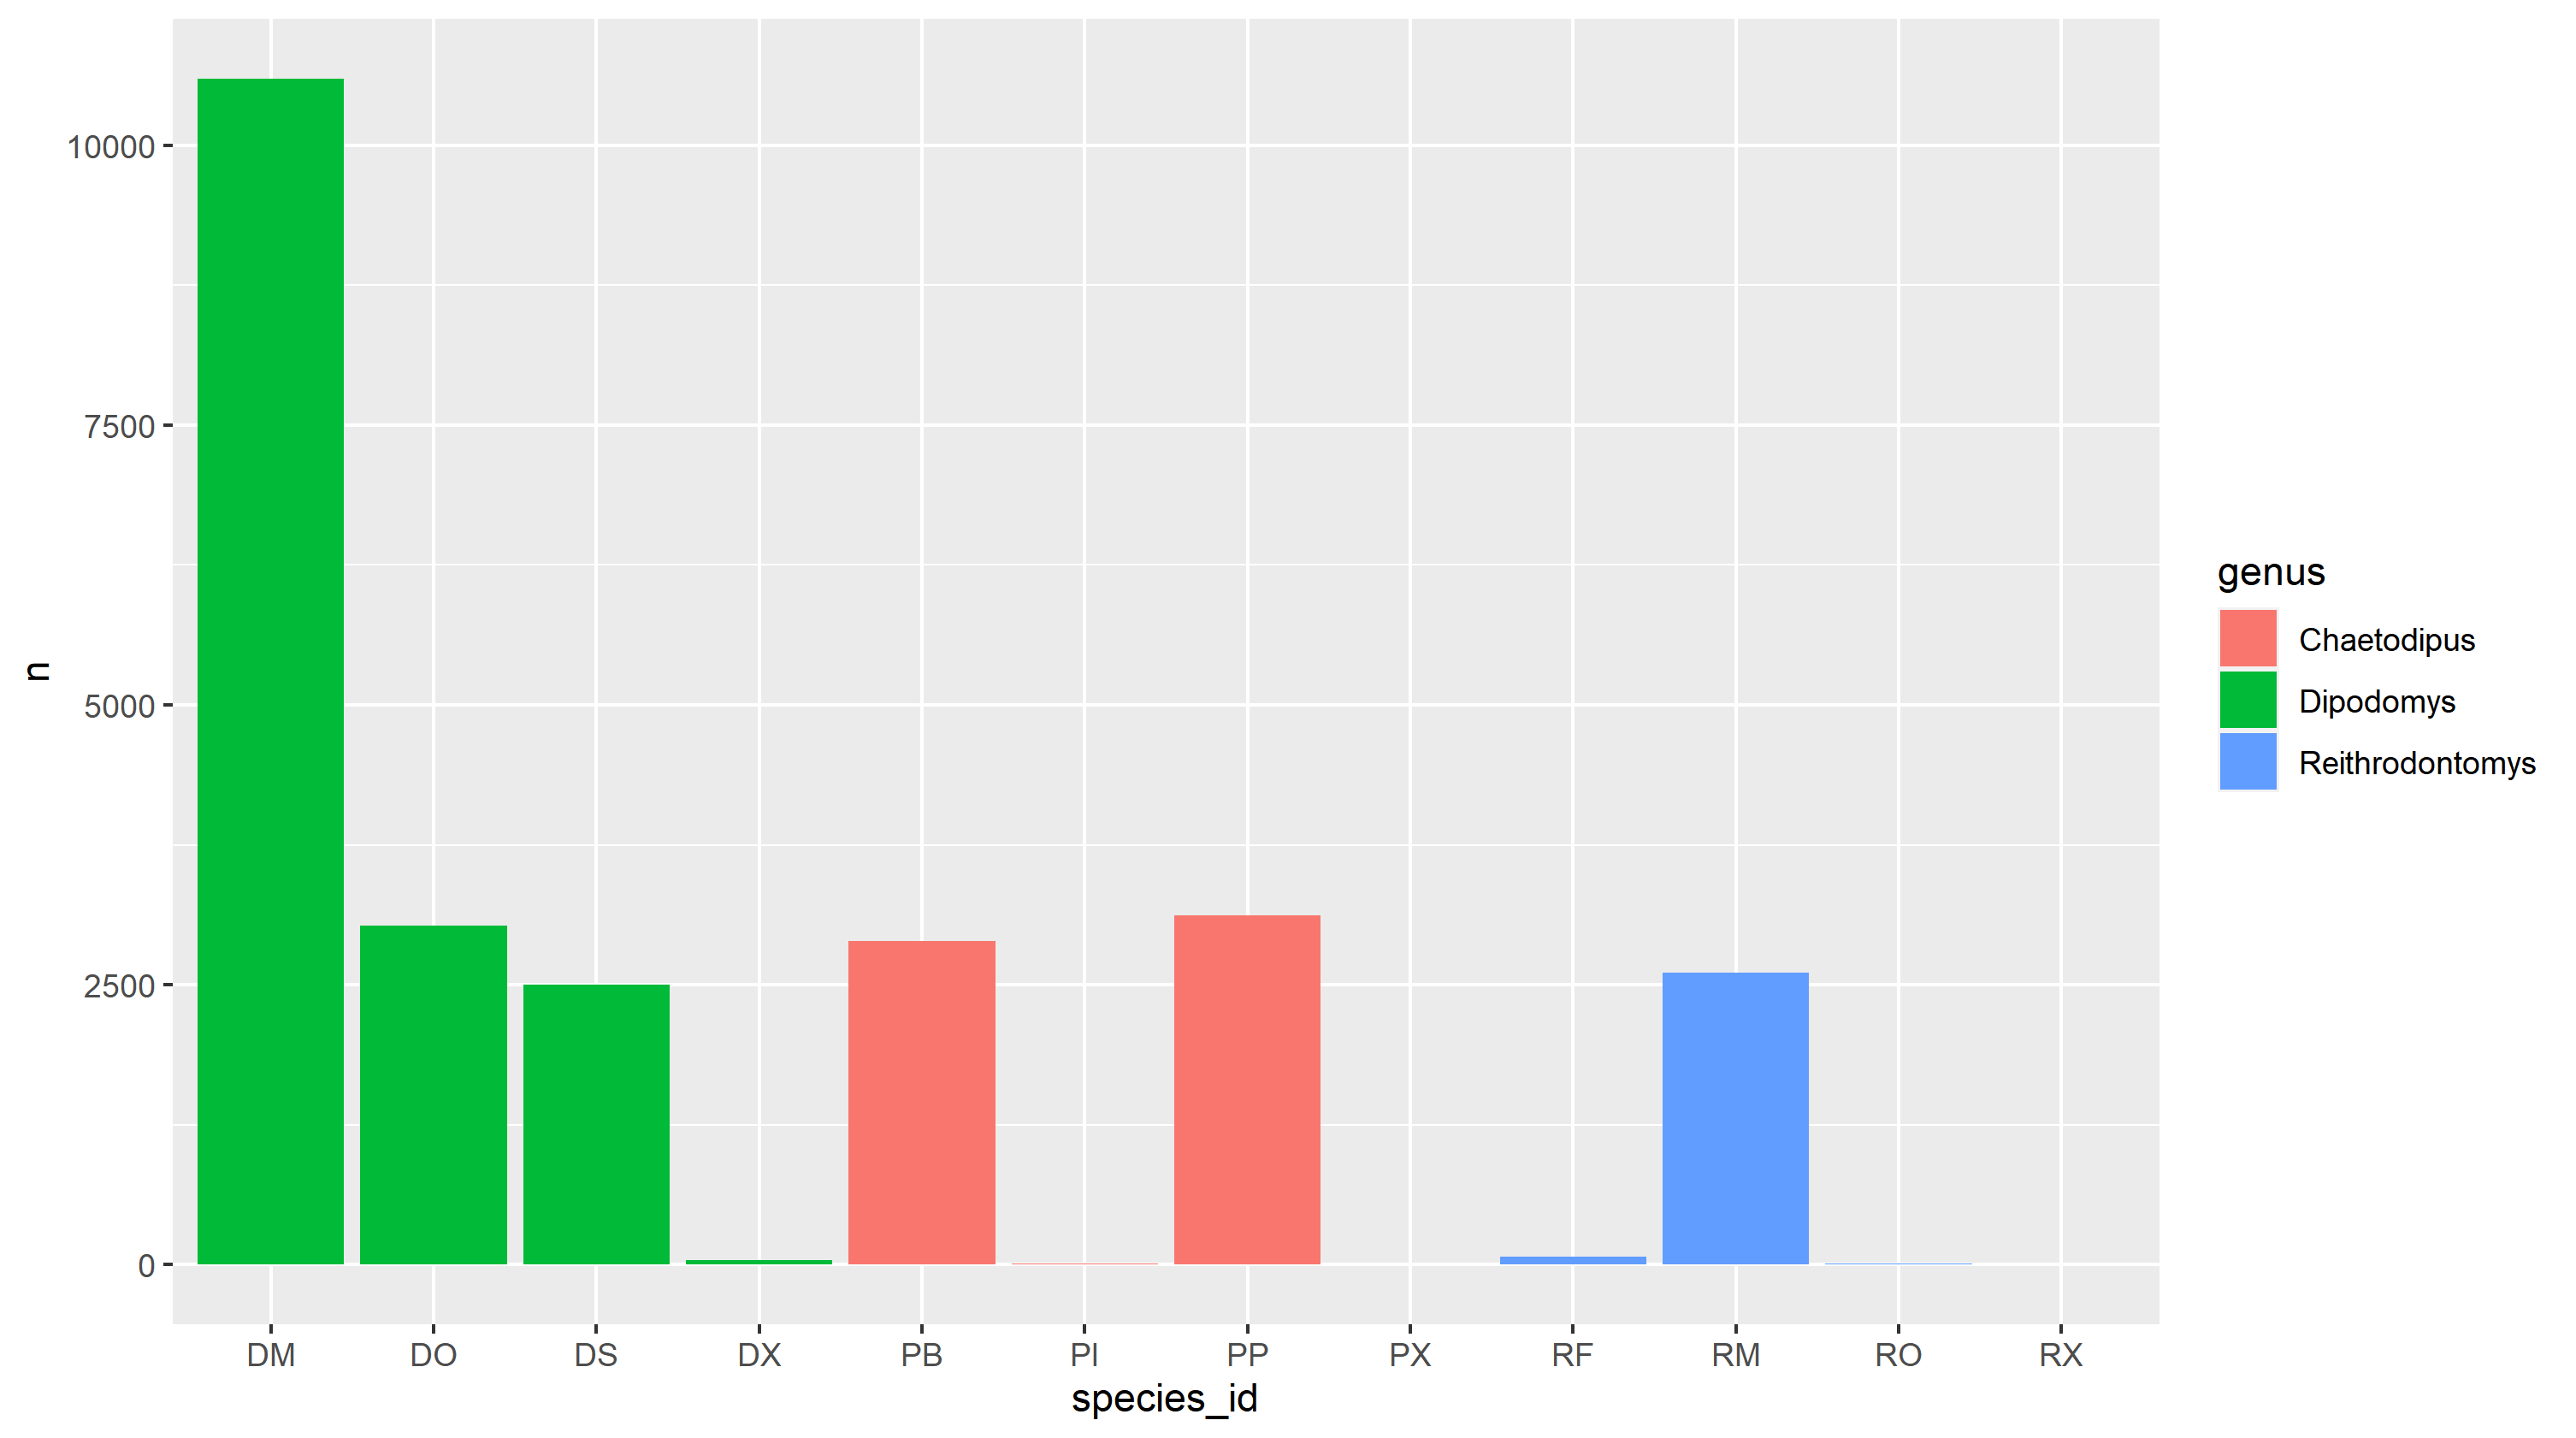 n
10000
7500
5000
2500
0
DM DO DS DX PB PI PP PX RF RM RO RX
species_id
genus
Chaetodipus
Dipodomys
Reithrodontomys